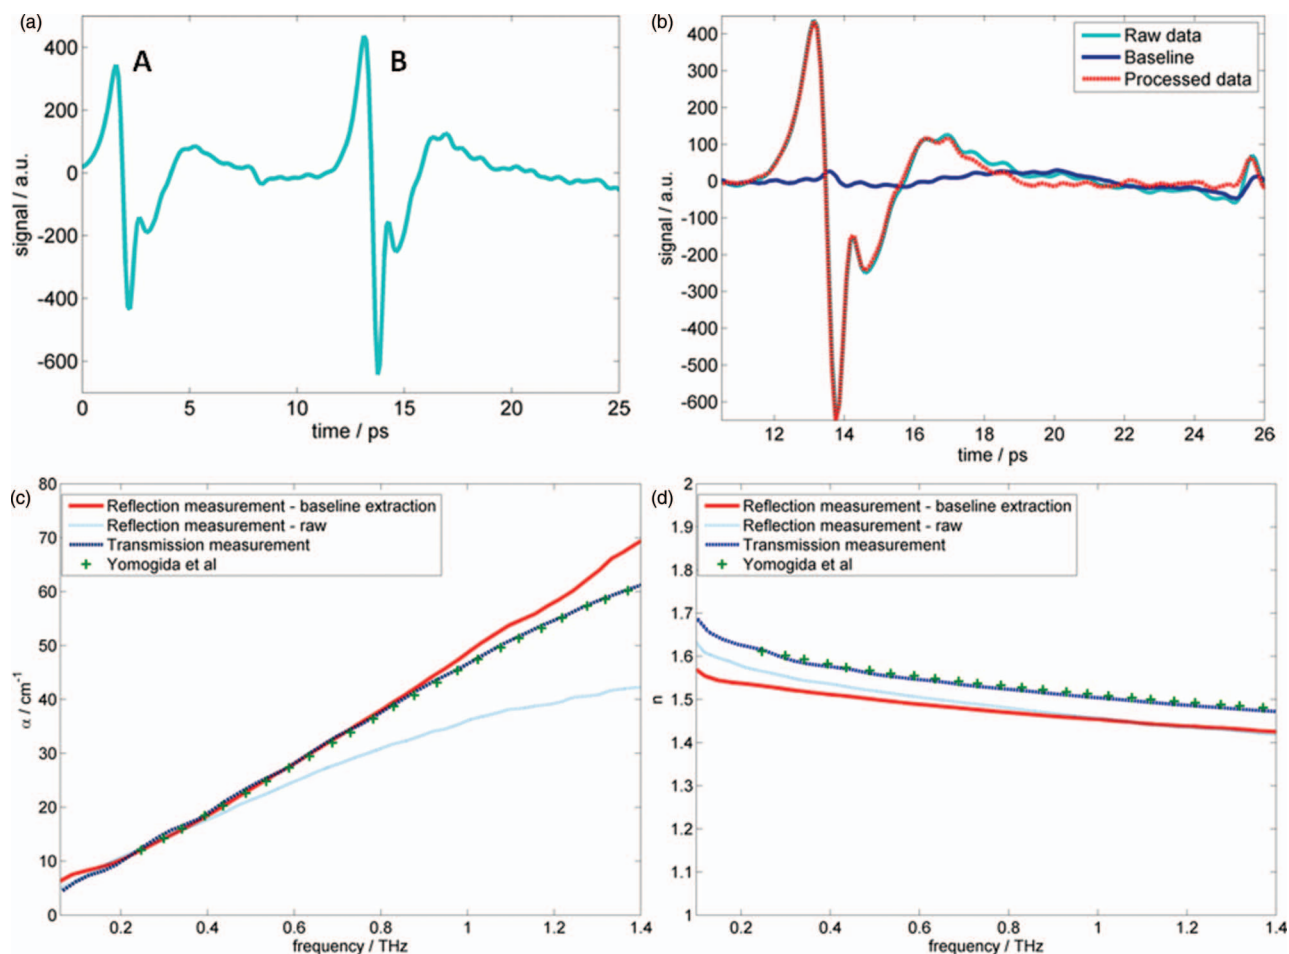 (a)
A
B
400
200
0
-200
-400
-600
signal / a.u.
0 5 10 15 20 25
time / ps
(b)
Raw data
Baseline
Processed data
400
300
200
100
0
-100
-200
-300
-400
-500
-600
signal / a.u.
12 14 16 18 20 22 24 26
time / ps
(c)
Reflection measurement - baseline extraction
Reflection measurement - raw
Transmission measurement
Yomogida et al
80
70
60
50
40
30
20
10
0
α / cm⁻¹
0.2 0.4 0.6 0.8 1 1.2 1.4
frequency / THz
(d)
Reflection measurement - baseline extraction
Reflection measurement - raw
Transmission measurement
Yomogida et al
2
1.9
1.8
1.7
1.6
1.5
1.4
1.3
1.2
1.1
1
n
0.2 0.4 0.6 0.8 1 1.2 1.4
frequency / THz